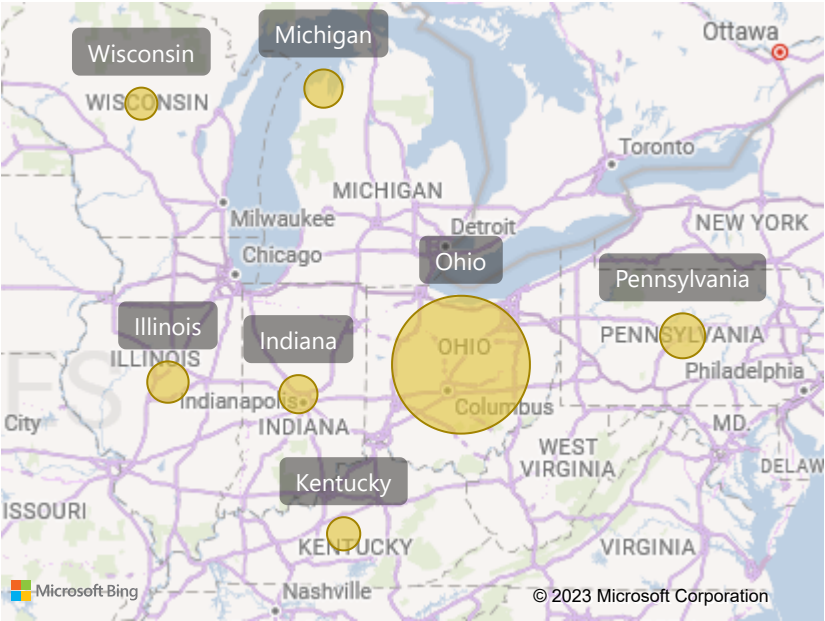 Ottawa
Michigan
Wisconsin
WISCONSIN
Toronto
MICHIGAN
Milwaukee
Detroit
NEW YORK
Chicago
Ohio
Pennsylvania
Illinois
Indiana
PENNSYLVANIA
OHIO
ILLINOIS
Philadelphia
Indianapolis
Columbus
City
INDIANA
MD.
WEST
VIRGINIA
DELAW
Kentucky
ISSOURI
KENTUCKY
VIRGINIA
Microsoft Bing
Nashville
© 2023 Microsoft Corporation